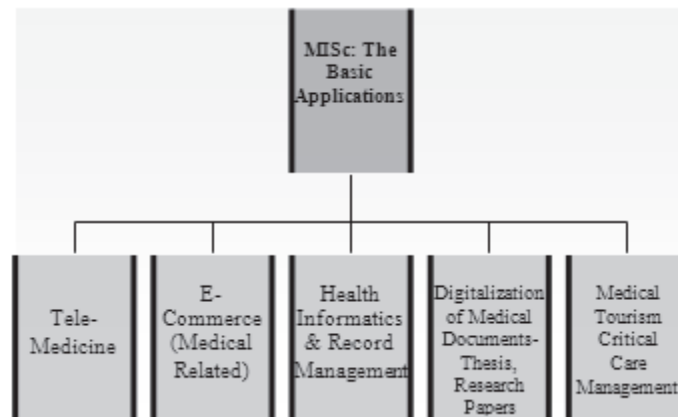 MISc: The
Basic
Applications
Tele-
Medicine
E-
Commerce
(Medical
Related)
Health
Informatics
& Record
Management
Digitalization
of Medical
Documents-
Thesis,
Research
Papers
Medical
Tourism
Critical
Care
Management